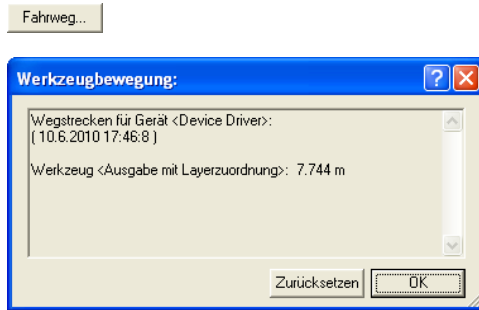 Fahrweg...
Werkzeugbewegung:
Wegstrecken für Gerät <Device Driver>:
( 10.6.2010 17:46:8 )
Werkzeug <Ausgabe mit Layerzuordnung>:  7.744 m
Zurücksetzen
OK